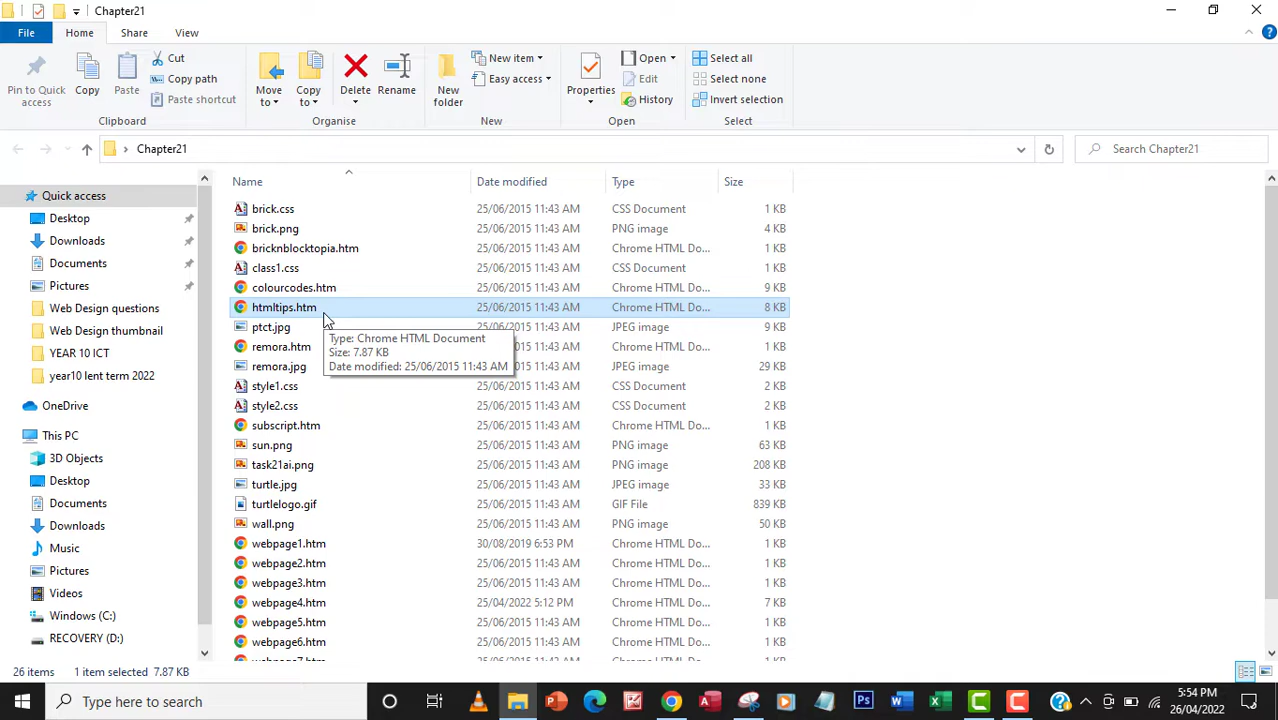 Chapter21
File Home Share View
Pin to Quick access
Copy
Paste
Cut
Copy path
Paste shortcut
Clipboard
Move to
Copy to
Delete
Rename
Organise
New folder
New item
Easy access
New
Properties
Open
Edit
History
Open
Select all
Select none
Invert selection
Select
Chapter21
Search Chapter21
Quick access
Desktop
Downloads
Documents
Pictures
Web Design questions
Web Design thumbnail
YEAR 10 ICT
year10 lent term 2022
OneDrive
This PC
3D Objects
Desktop
Documents
Downloads
Music
Pictures
Videos
Windows (C:)
RECOVERY (D:)
Name Date modified Type Size
brick.css 25/06/2015 11:43 AM CSS Document 1 KB
brick.png 25/06/2015 11:43 AM PNG image 4 KB
bricknblocktopia.htm 25/06/2015 11:43 AM Chrome HTML Do... 1 KB
class1.css 25/06/2015 11:43 AM CSS Document 1 KB
colourcodes.htm 25/06/2015 11:43 AM Chrome HTML Do... 9 KB
htmltips.htm 25/06/2015 11:43 AM Chrome HTML Do... 8 KB
ptct.jpg 25/06/2015 11:43 AM JPEG image 9 KB
remora.htm 25/06/2015 11:43 AM Chrome HTML Do... 1 KB
remora.jpg 25/06/2015 11:43 AM JPEG image 29 KB
style1.css 25/06/2015 11:43 AM CSS Document 2 KB
style2.css 25/06/2015 11:43 AM CSS Document 2 KB
subscript.htm 25/06/2015 11:43 AM Chrome HTML Do... 1 KB
sun.png 25/06/2015 11:43 AM PNG image 63 KB
task21ai.png 25/06/2015 11:43 AM PNG image 208 KB
turtle.jpg 25/06/2015 11:43 AM JPEG image 33 KB
turtlelogo.gif 25/06/2015 11:43 AM GIF File 839 KB
wall.png 25/06/2015 11:43 AM PNG image 50 KB
webpage1.htm 30/08/2019 6:53 PM Chrome HTML Do... 1 KB
webpage2.htm 25/06/2015 11:43 AM Chrome HTML Do... 1 KB
webpage3.htm 25/06/2015 11:43 AM Chrome HTML Do... 1 KB
webpage4.htm 25/04/2022 5:12 PM Chrome HTML Do... 7 KB
webpage5.htm 25/06/2015 11:43 AM Chrome HTML Do... 1 KB
webpage6.htm 25/06/2015 11:43 AM Chrome HTML Do... 1 KB
Type: Chrome HTML Document
Size: 7.87 KB
Date modified: 25/06/2015 11:43 AM
26 items 1 item selected 7.87 KB
Type here to search
5:54 PM
26/04/2022